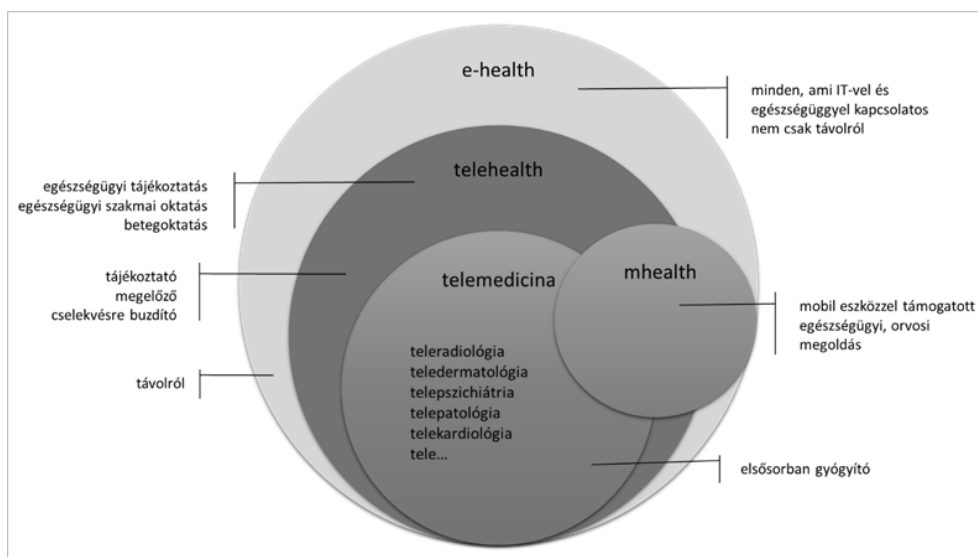 e-health
minden, ami IT-vel és
egészségüggyel kapcsolatos
nem csak távolról
telehealth
egészségügyi tájékoztatás
egészségügyi szakmai oktatás
betegoktatás
telemedicina
mhealth
tájékoztató
megelőző
cselekvésre buzdító
mobil eszközzel támogatott
egészségügyi, orvosi
megoldás
teleradiológia
teledermatológia
telepszichiátria
telepatológia
telekardiológia
tele...
távolról
elsősorban gyógyító